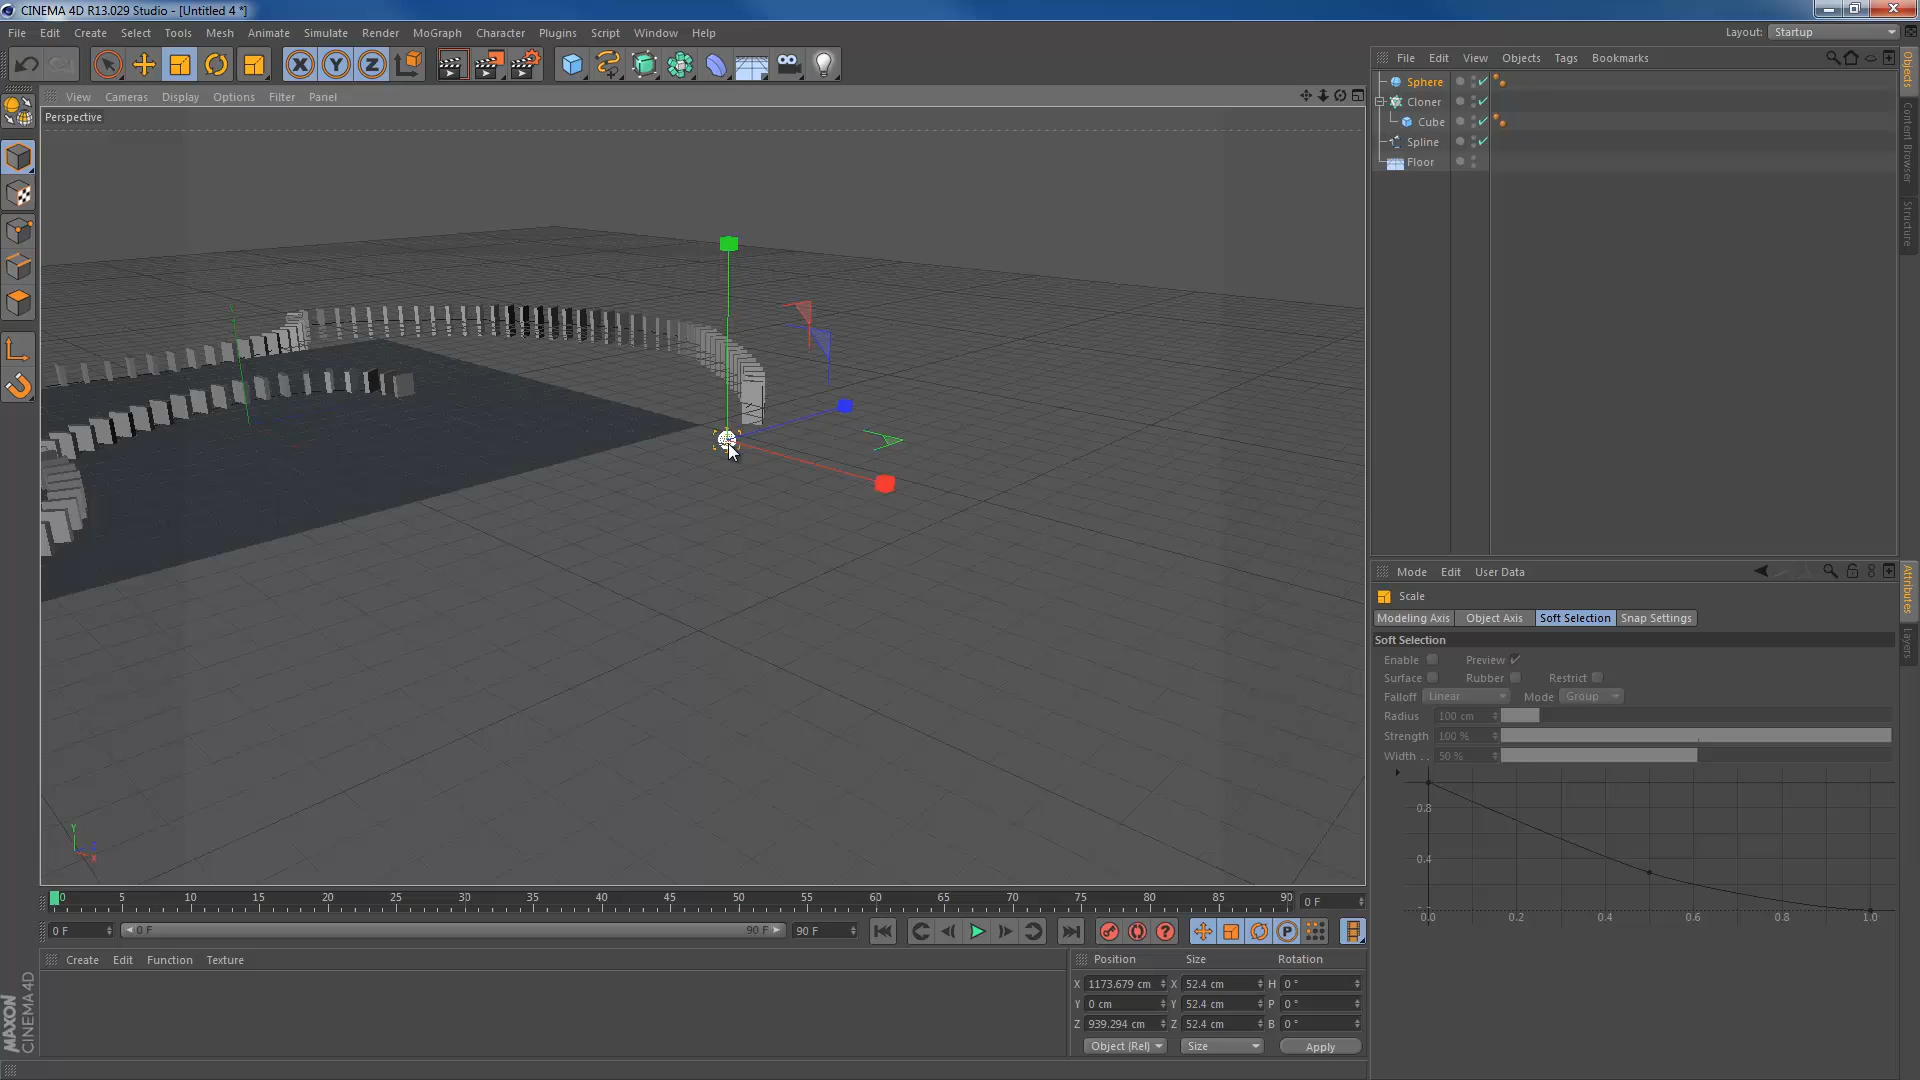 CINEMA 4D R13.029 Studio - [Untitled 4 *]
File Edit Create Select Tools Mesh Animate Simulate Render MoGraph Character Plugins Script Window Help
Layout: Startup
X Y Z
File Edit View Objects Tags Bookmarks
View Cameras Display Options Filter Panel
Perspective
Sphere
Cloner
Cube
Spline
Floor
Objects
Content Browser
Structure
Mode Edit User Data
Scale
Modeling Axis Object Axis Soft Selection Snap Settings
Soft Selection
Enable Preview
Surface Rubber Restrict
Falloff Linear Mode Group
Radius 100 cm
Strength 100 %
Width . . 50 %
0.8
0.4
0.0 0.2 0.4 0.6 0.8 1.0
Attributes
Layers
Y
X
0 5 10 15 20 25 30 35 40 45 50 55 60 65 70 75 80 85 90 0 F
0 F 0 F 90 F 90 F
P
Create Edit Function Texture
Position Size Rotation
X 1173.679 cm X 52.4 cm H 0 °
Y 0 cm Y 52.4 cm P 0 °
Z 939.294 cm Z 52.4 cm B 0 °
Object (Rel) Size Apply
MAXON
CINEMA 4D